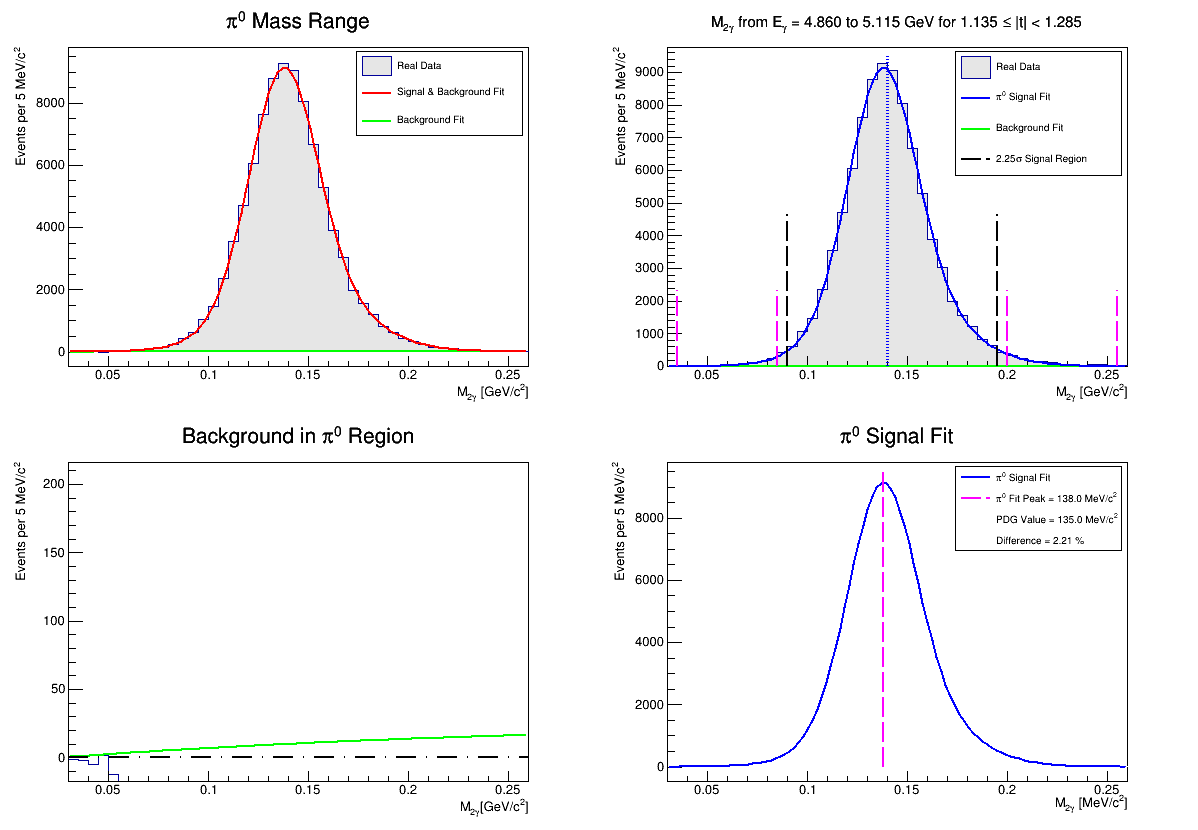 π⁰ Mass Range
Events per 5 MeV/c²
8000
6000
4000
2000
0
Real Data
Signal & Background Fit
Background Fit
0.05 0.1 0.15 0.2 0.25
M₂γ [GeV/c²]
M₂γ from Eγ = 4.860 to 5.115 GeV for 1.135 ≤ |t| < 1.285
Events per 5 MeV/c²
9000
8000
7000
6000
5000
4000
3000
2000
1000
0
Real Data
π⁰ Signal Fit
Background Fit
2.25σ Signal Region
0.05 0.1 0.15 0.2 0.25
M₂γ [GeV/c²]
Background in π⁰ Region
Events per 5 MeV/c²
200
150
100
50
0
0.05 0.1 0.15 0.2 0.25
M₂γ[GeV/c²]
π⁰ Signal Fit
Events per 5 MeV/c²
8000
6000
4000
2000
0
π⁰ Signal Fit
π⁰ Fit Peak = 138.0 MeV/c²
PDG Value = 135.0 MeV/c²
Difference = 2.21 %
0.05 0.1 0.15 0.2 0.25
M₂γ [MeV/c²]